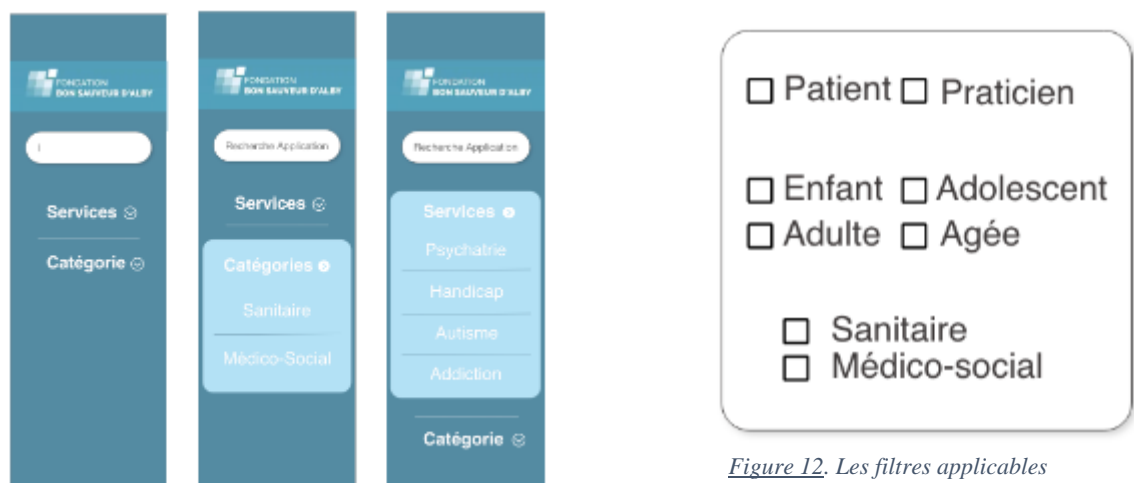 FONDATION
BON SAUVEUR D'ALBY
Services
Catégorie
FONDATION
BON SAUVEUR D'ALBY
Recherche Application
Services
Catégories
Sanitaire
Médico-Social
FONDATION
BON SAUVEUR D'ALBY
Recherche Application
Services
Psychatrie
Handicap
Autisme
Addiction
Catégorie
Patient Praticien
Enfant Adolescent
Adulte Agée
Sanitaire
Médico-social
Figure 12. Les filtres applicables